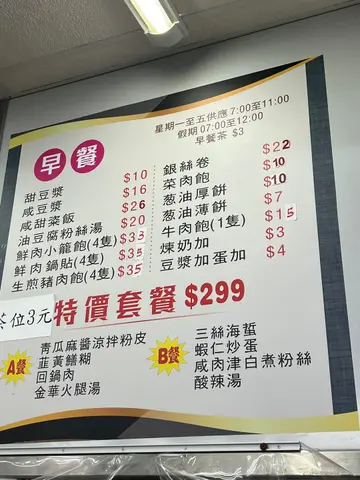 星期一至五供應 7:00至11:00
假期 07:00至12:00
早餐茶 $3
早餐
甜豆漿 $10
咸豆漿 $16
咸甜菜飯 $26
油豆腐粉絲湯 $20
鮮肉小籠飽(4隻) $33
鮮肉鍋貼(4隻) $35
生煎豬肉飽(4隻) $35
銀絲卷 $22
菜肉飽 $10
葱油厚餅 $10
葱油薄餅 $7
牛肉飽(1隻) $15
煉奶加 $3
豆漿加蛋加 $4
茶位3元
特價套餐 $299
A餐
青瓜麻醬涼拌粉皮
韮黃鱔糊
回鍋肉
金華火腿湯
B餐
三絲海蜇
蝦仁炒蛋
咸肉津白煮粉絲
酸辣湯